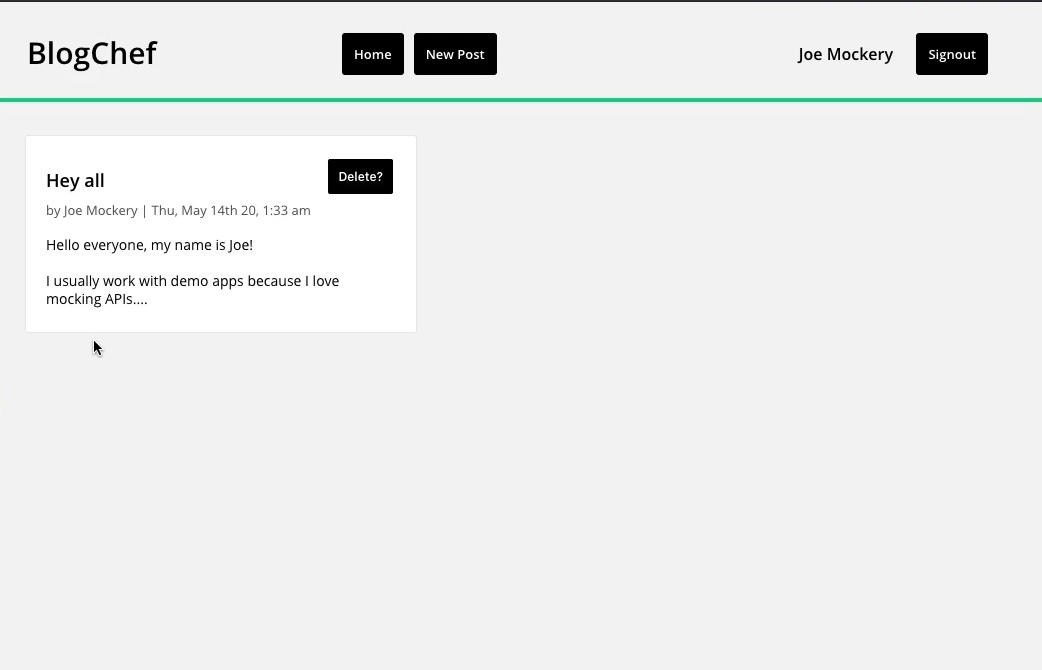 BlogChef
Home
New Post
Joe Mockery
Signout
Hey all
Delete?
by Joe Mockery | Thu, May 14th 20, 1:33 am
Hello everyone, my name is Joe!
I usually work with demo apps because I love
mocking APIs....